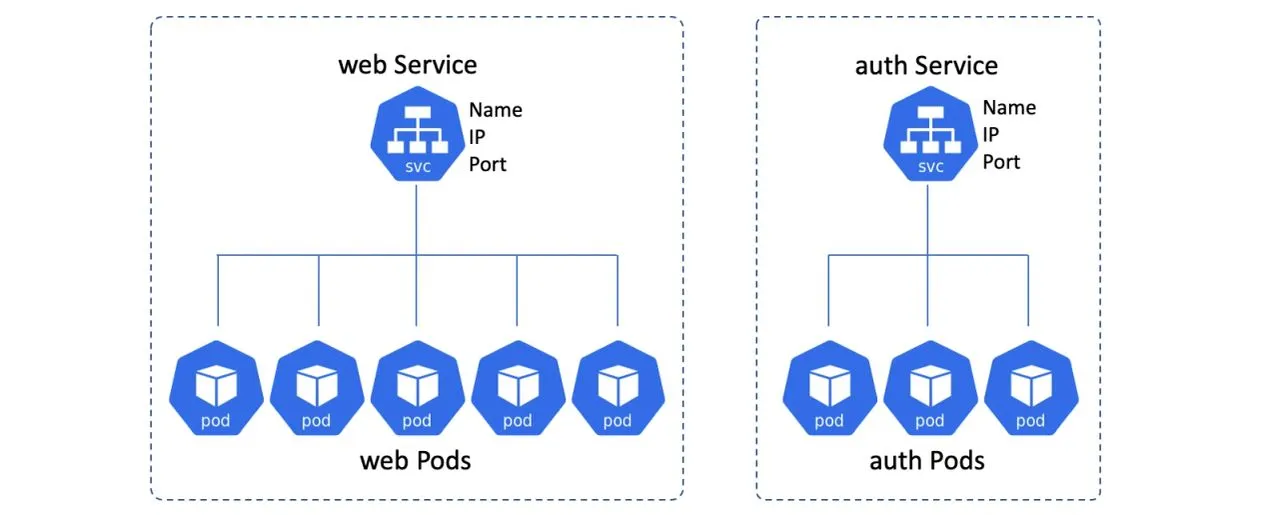 web Service
Name
IP
Port
svc
pod
pod
pod
pod
pod
web Pods
auth Service
Name
IP
Port
svc
pod
pod
pod
auth Pods